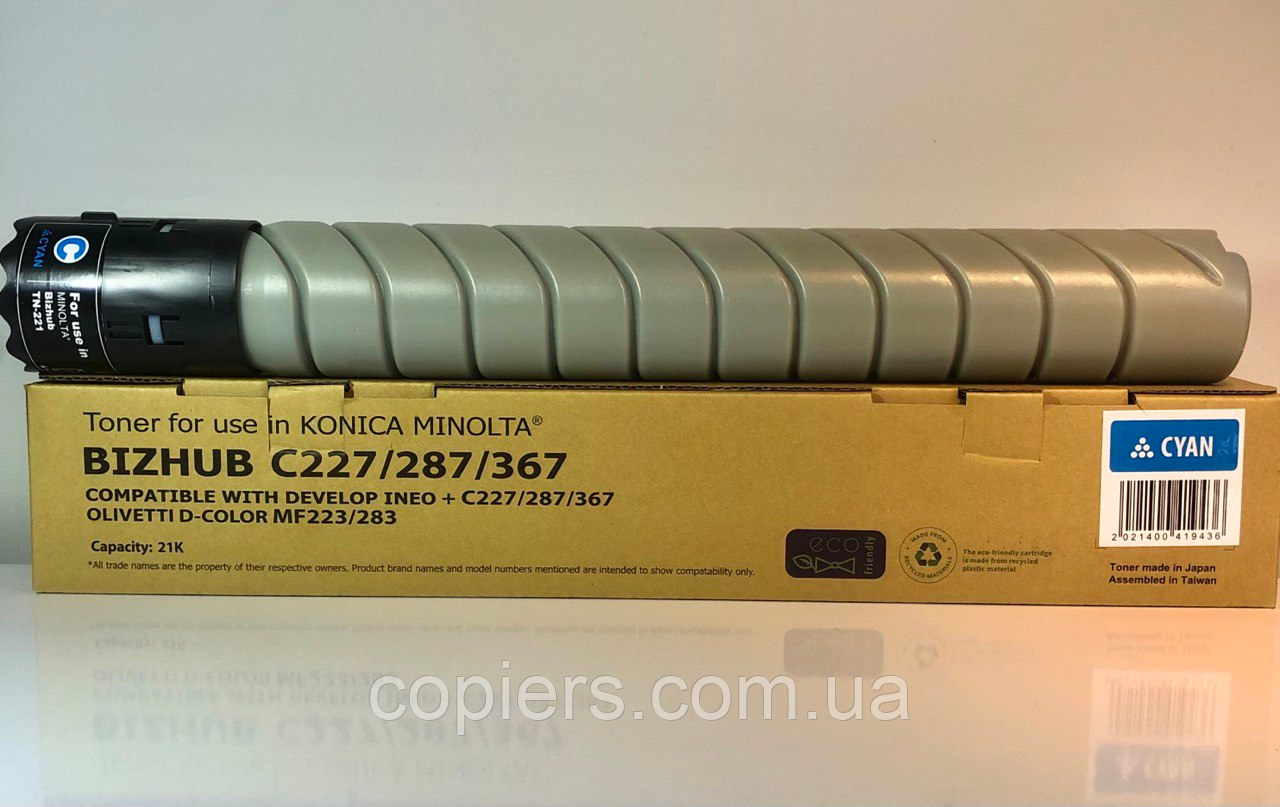 C
CYAN
For use in
MINOLTA®
Bizhub
TN-221
Toner for use in KONICA MINOLTA®
BIZHUB C227/287/367
COMPATIBLE WITH DEVELOP INEO + C227/287/367
OLIVETTI D-COLOR MF223/283
Capacity: 21K
*All trade names are the property of their respective owners. Product brand names and model numbers mentioned are intended to show compatability only.
eco
friendly
MADE FROM
RECYCLED MATERIALS
The eco-friendly cartridge
is made from recycled
plastic material
CYAN
2 021400 419436
Toner made in Japan
Assembled in Taiwan
copiers.com.ua